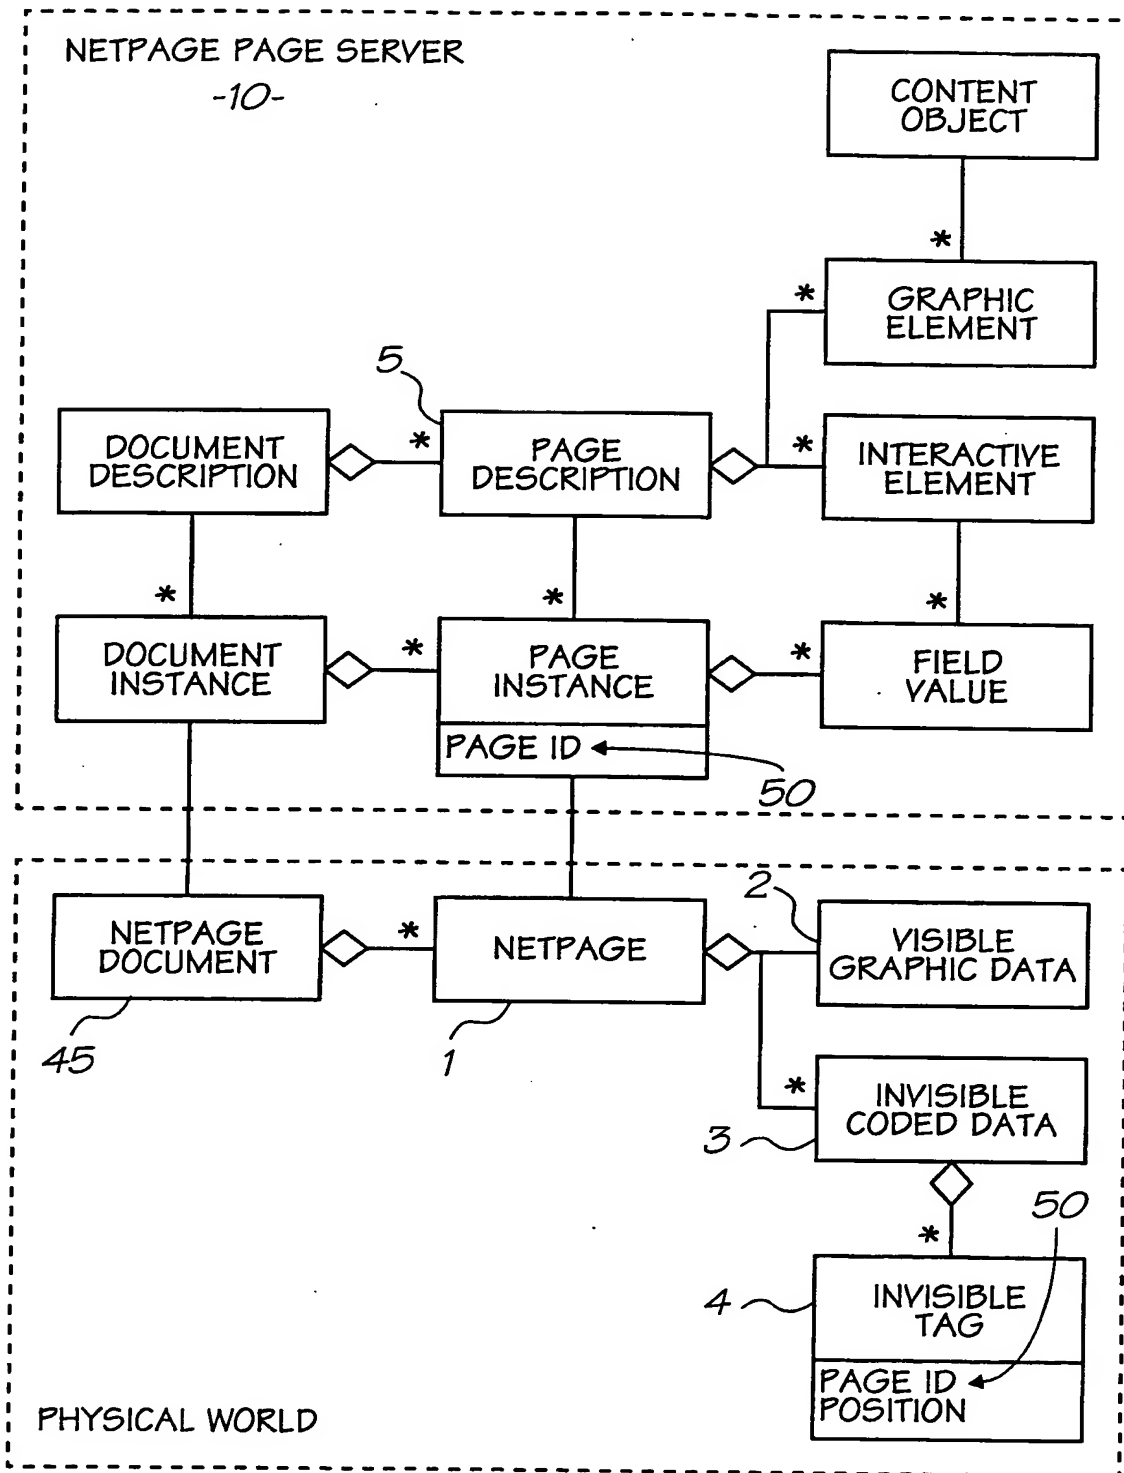 NETPAGE PAGE SERVER
-10-
CONTENT
OBJECT
*
GRAPHIC
ELEMENT
*
5
DOCUMENT
DESCRIPTION
*
PAGE
DESCRIPTION
*
INTERACTIVE
ELEMENT
*
*
*
DOCUMENT
INSTANCE
*
PAGE
INSTANCE
*
FIELD
VALUE
PAGE ID
50
2
NETPAGE
DOCUMENT
*
NETPAGE
VISIBLE
GRAPHIC DATA
45
1
*
INVISIBLE
CODED DATA
3
50
*
4
INVISIBLE
TAG
PAGE ID
POSITION
PHYSICAL WORLD